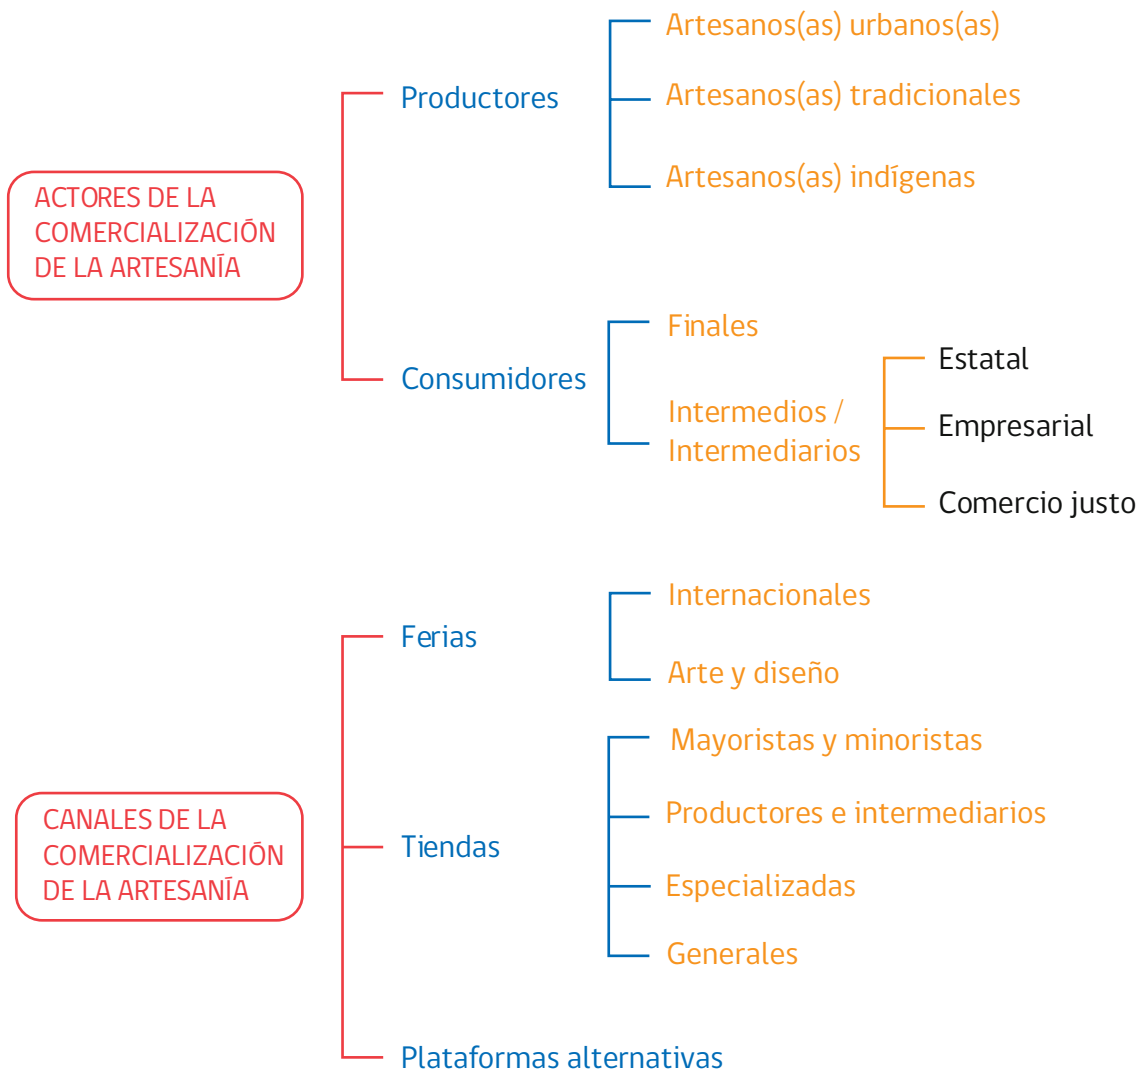 ACTORES DE LA
COMERCIALIZACIÓN
DE LA ARTESANÍA
Productores
Artesanos(as) urbanos(as)
Artesanos(as) tradicionales
Artesanos(as) indígenas
Consumidores
Finales
Intermedios /
Intermediarios
Estatal
Empresarial
Comercio justo
CANALES DE LA
COMERCIALIZACIÓN
DE LA ARTESANÍA
Ferias
Internacionales
Arte y diseño
Tiendas
Mayoristas y minoristas
Productores e intermediarios
Especializadas
Generales
Plataformas alternativas